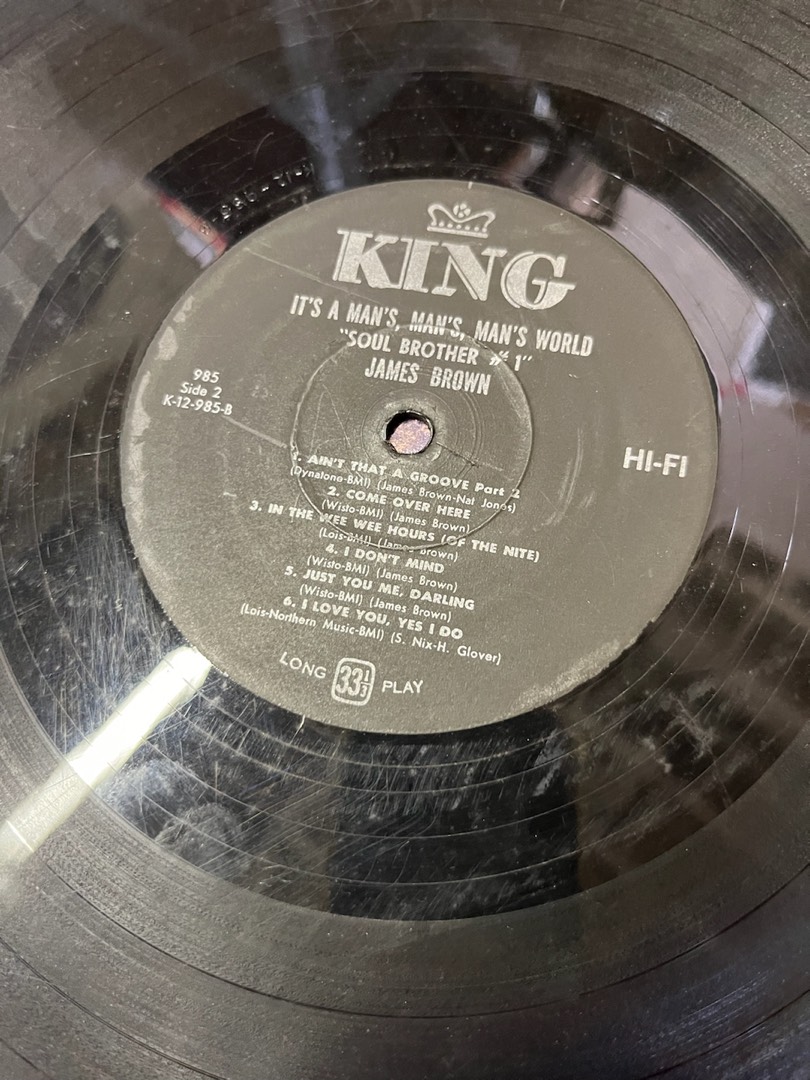 KING
IT'S A MAN'S, MAN'S, MAN'S WORLD
"SOUL BROTHER #1"
JAMES BROWN
985
Side 2
K-12-985-B
HI-FI
1. AIN'T THAT A GROOVE Part 2
(Dynatone-BMI) (James Brown-Nat Jones)
2. COME OVER HERE
(Wisto-BMI) (James Brown)
3. IN THE WEE WEE HOURS (OF THE NITE)
(Lois-BMI) (James Brown)
4. I DON'T MIND
(Wisto-BMI) (James Brown)
5. JUST YOU ME, DARLING
(Wisto-BMI) (James Brown)
6. I LOVE YOU, YES I DO
(Lois-Northern Music-BMI) (S. Nix-H. Glover)
LONG 33⅓ PLAY